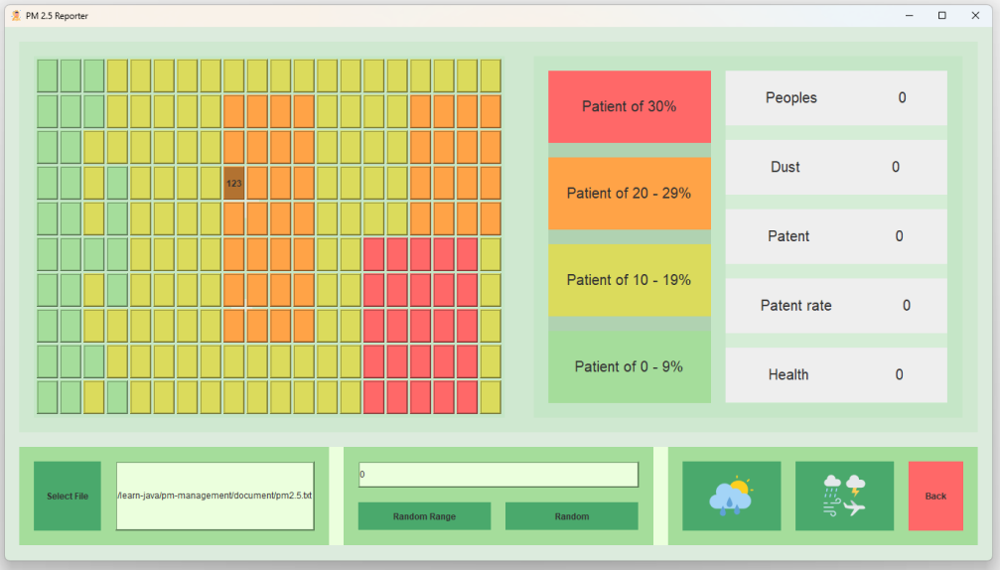 PM 2.5 Reporter
123
Patient of 30%
Patient of 20 - 29%
Patient of 10 - 19%
Patient of 0 - 9%
Peoples 0
Dust 0
Patent 0
Patent rate 0
Health 0
Select File
/learn-java/pm-management/document/pm2.5.txt
0
Random Range
Random
Back